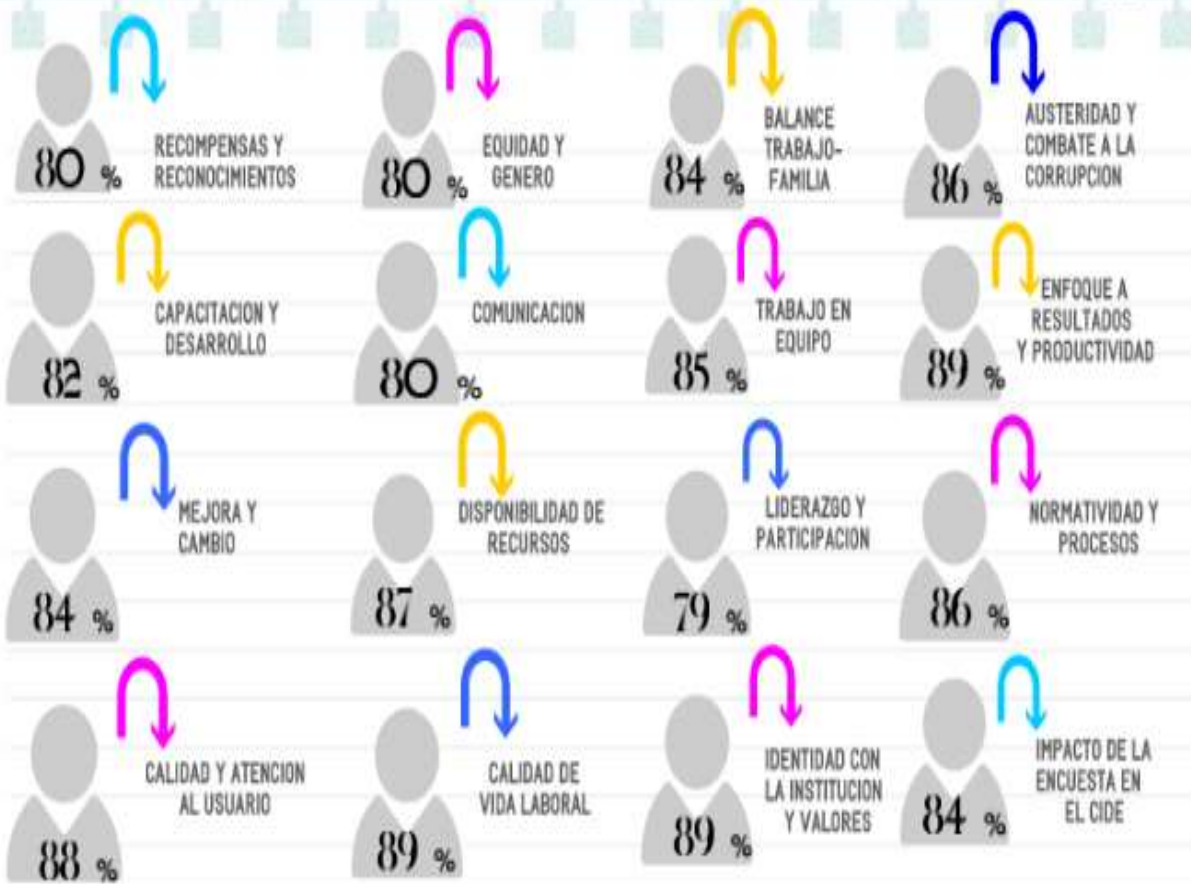 80 %
RECOMPENSAS Y
RECONOCIMIENTOS
80 %
EQUIDAD Y
GENERO
84 %
BALANCE
TRABAJO-
FAMILIA
86 %
AUSTERIDAD Y
COMBATE A LA
CORRUPCION
82 %
CAPACITACION Y
DESARROLLO
80 %
COMUNICACION
85 %
TRABAJO EN
EQUIPO
89 %
ENFOQUE A
RESULTADOS
Y PRODUCTIVIDAD
84 %
MEJORA Y
CAMBIO
87 %
DISPONIBILIDAD DE
RECURSOS
79 %
LIDERAZGO Y
PARTICIPACION
86 %
NORMATIVIDAD Y
PROCESOS
88 %
CALIDAD Y ATENCION
AL USUARIO
89 %
CALIDAD DE
VIDA LABORAL
89 %
IDENTIDAD CON
LA INSTITUCION
Y VALORES
84 %
IMPACTO DE LA
ENCUESTA EN
EL CIDE